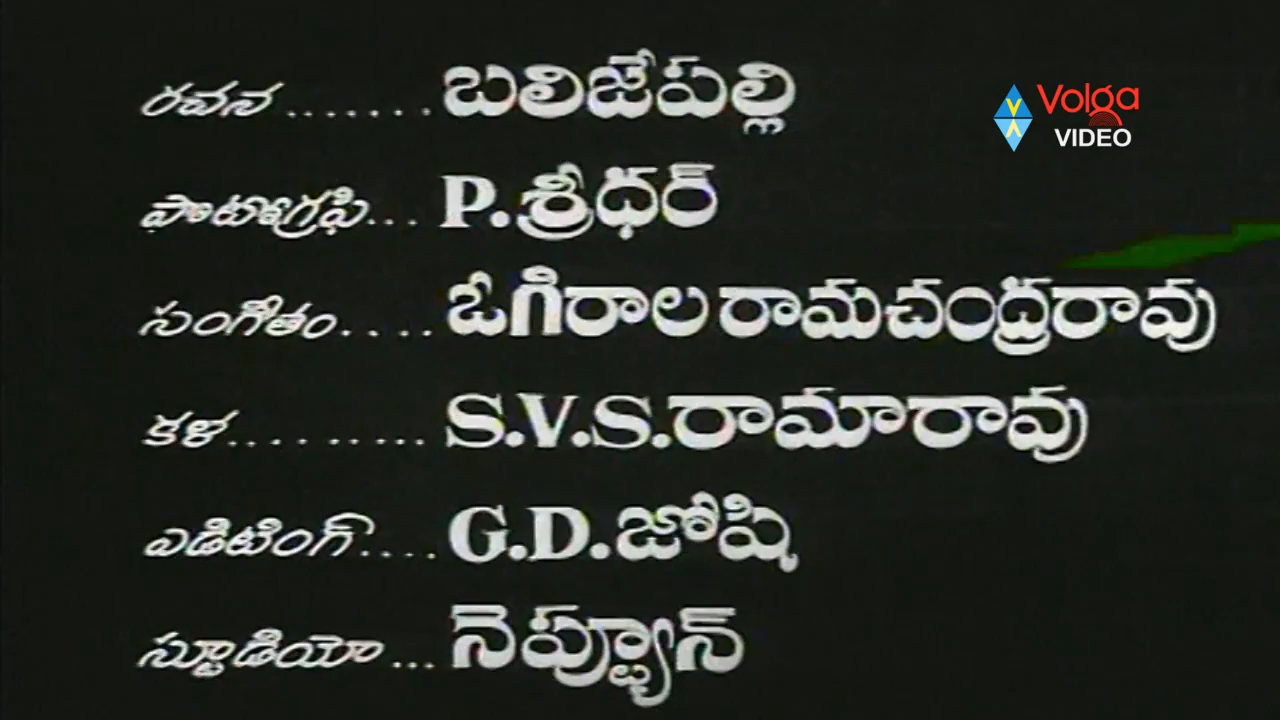 రచన ....... బలిజేపల్లి
ఫొటోగ్రఫి... P. శ్రీధర్
సంగీతం.... ఓగిరాల రామచంద్రరావు
కళ.......... S.V.S. రామారావు
ఎడిటింగ్.... G.D. జోషి
స్టూడియో ... నెప్ట్యూన్
Volga
VIDEO